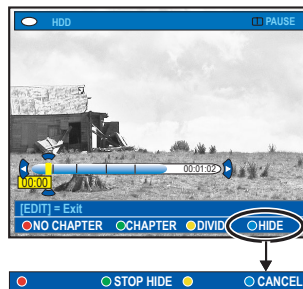 HDD PAUSE
00:01:02
00:00
[EDIT] = Exit
NO CHAPTER CHAPTER DIVID HIDE
STOP HIDE CANCEL